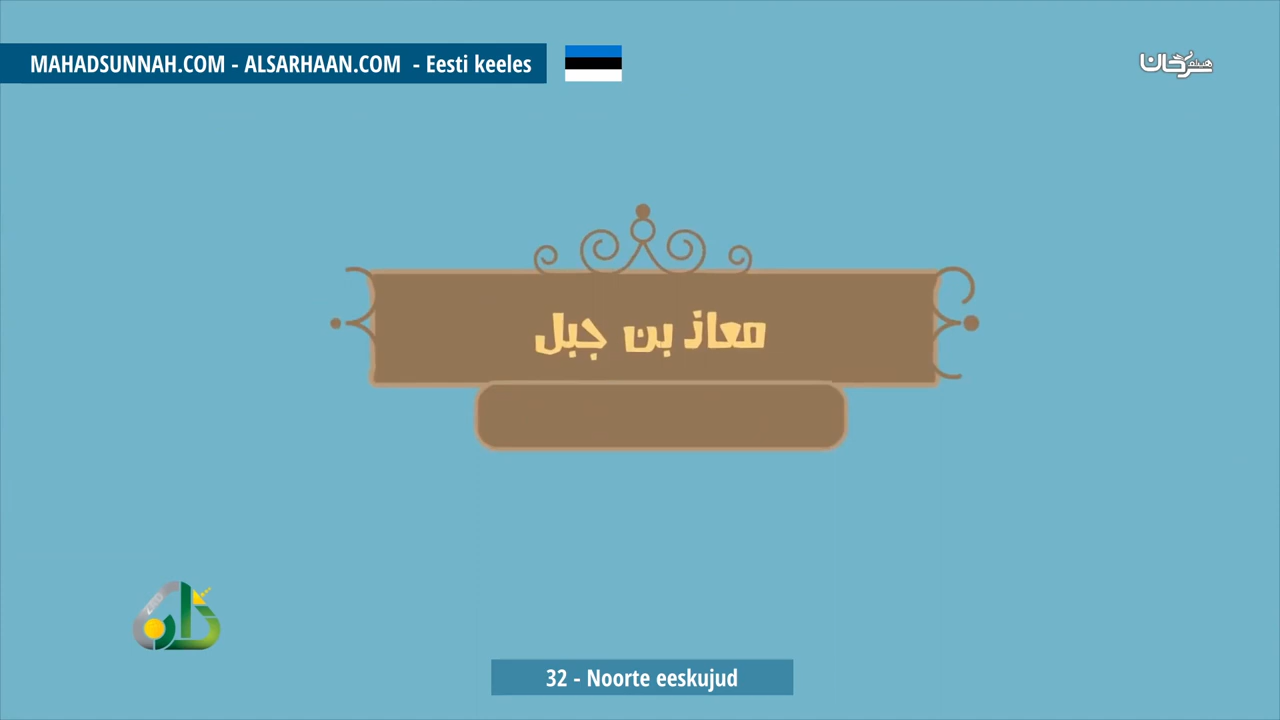 MAHADSUNNAH.COM - ALSARHAAN.COM - Eesti keeles
معاذ بن جبل
32 - Noorte eeskujud